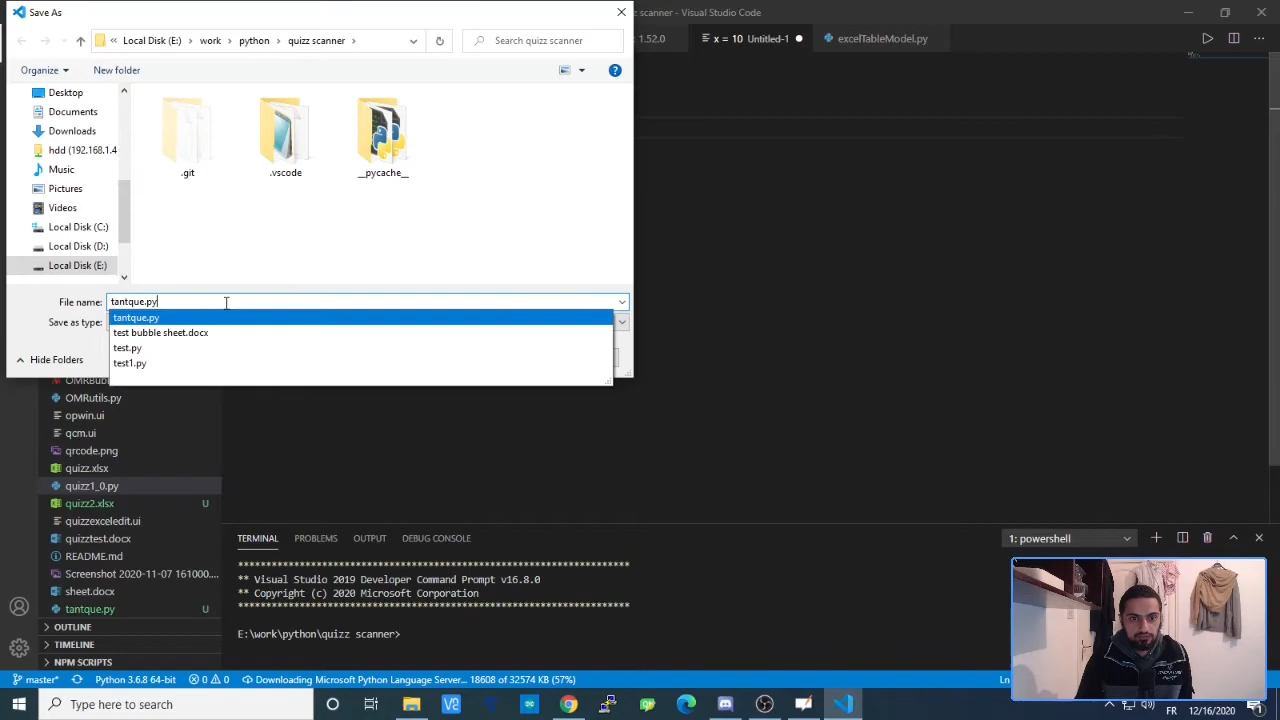 Save As
scanner - Visual Studio Code
« Local Disk (E:) > work > python > quizz scanner >
Search quizz scanner
1.52.0
x = 10 Untitled-1
excelTableModel.py
Organize
New folder
Desktop
Documents
Downloads
hdd (192.168.1.4
Music
Pictures
Videos
Local Disk (C:)
Local Disk (D:)
Local Disk (E:)
.git
.vscode
__pycache__
File name: tantque.py
Save as type:
tantque.py
test bubble sheet.docx
test.py
test1.py
Hide Folders
OMRutils.py
opwin.ui
qcm.ui
qrcode.png
quizz.xlsx
quizz1_0.py
quizz2.xlsx U
quizzexceledit.ui
quizztest.docx
README.md
Screenshot 2020-11-07 161000....
sheet.docx
tantque.py U
OUTLINE
TIMELINE
NPM SCRIPTS
TERMINAL PROBLEMS OUTPUT DEBUG CONSOLE
1: powershell
**********************************************************************
** Visual Studio 2019 Developer Command Prompt v16.8.0
** Copyright (c) 2020 Microsoft Corporation
**********************************************************************
E:\work\python\quizz scanner>
master* Python 3.6.8 64-bit 0 0 Downloading Python Language Server... 18608 of 32574 KB (57%)
Ln
Type here to search
FR 12/16/2020